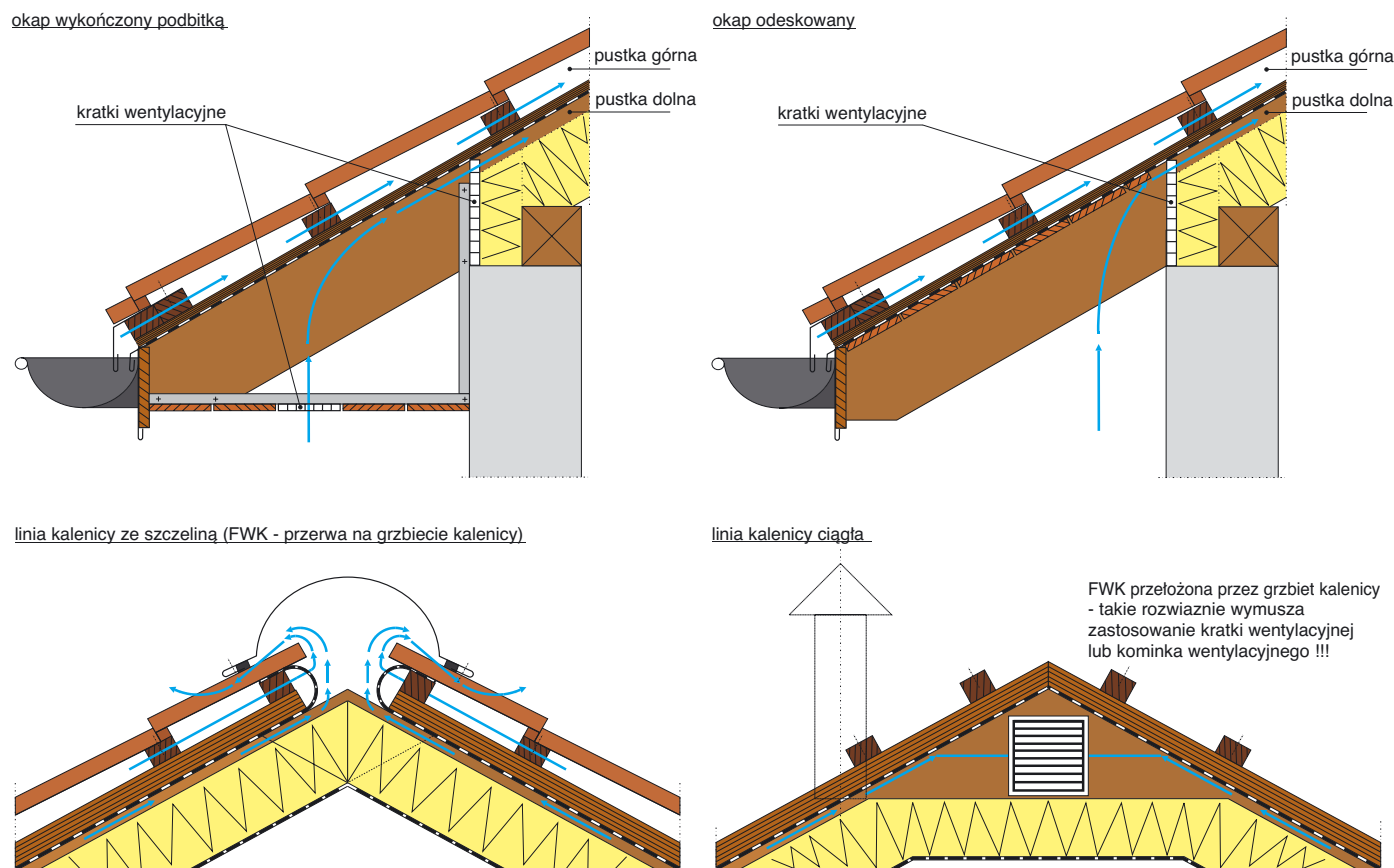 okap wykończony podbitką
pustka górna
kratki wentylacyjne
pustka dolna
okap odeskowany
pustka górna
kratki wentylacyjne
pustka dolna
linia kalenicy ze szczeliną (FWK - przerwa na grzbiecie kalenicy)
linia kalenicy ciągła
FWK przełożona przez grzbiet kalenicy
- takie rozwiaznie wymusza
zastosowanie kratki wentylacyjnej
lub kominka wentylacyjnego !!!